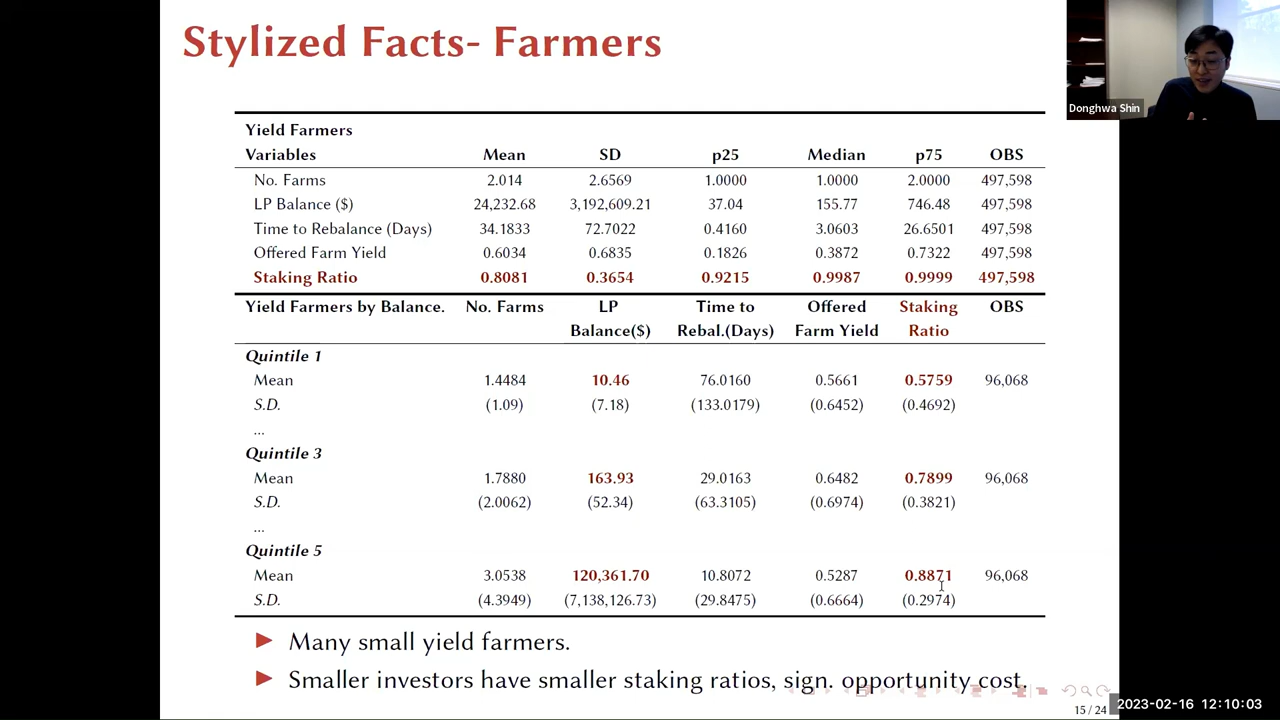 Stylized Facts- Farmers
Donghwa Shin
Yield Farmers
Variables Mean SD p25 Median p75 OBS
No. Farms 2.014 2.6569 1.0000 1.0000 2.0000 497,598
LP Balance ($) 24,232.68 3,192,609.21 37.04 155.77 746.48 497,598
Time to Rebalance (Days) 34.1833 72.7022 0.4160 3.0603 26.6501 497,598
Offered Farm Yield 0.6034 0.6835 0.1826 0.3872 0.7322 497,598
Staking Ratio 0.8081 0.3654 0.9215 0.9987 0.9999 497,598
Yield Farmers by Balance. No. Farms LP Time to Offered Staking OBS
Balance($) Rebal.(Days) Farm Yield Ratio
Quintile 1
Mean 1.4484 10.46 76.0160 0.5661 0.5759 96,068
S.D. (1.09) (7.18) (133.0179) (0.6452) (0.4692)
...
Quintile 3
Mean 1.7880 163.93 29.0163 0.6482 0.7899 96,068
S.D. (2.0062) (52.34) (63.3105) (0.6974) (0.3821)
...
Quintile 5
Mean 3.0538 120,361.70 10.8072 0.5287 0.8871 96,068
S.D. (4.3949) (7,138,126.73) (29.8475) (0.6664) (0.2974)
Many small yield farmers.
Smaller investors have smaller staking ratios, sign. opportunity cost.
15 / 24
2023-02-16 12:10:03